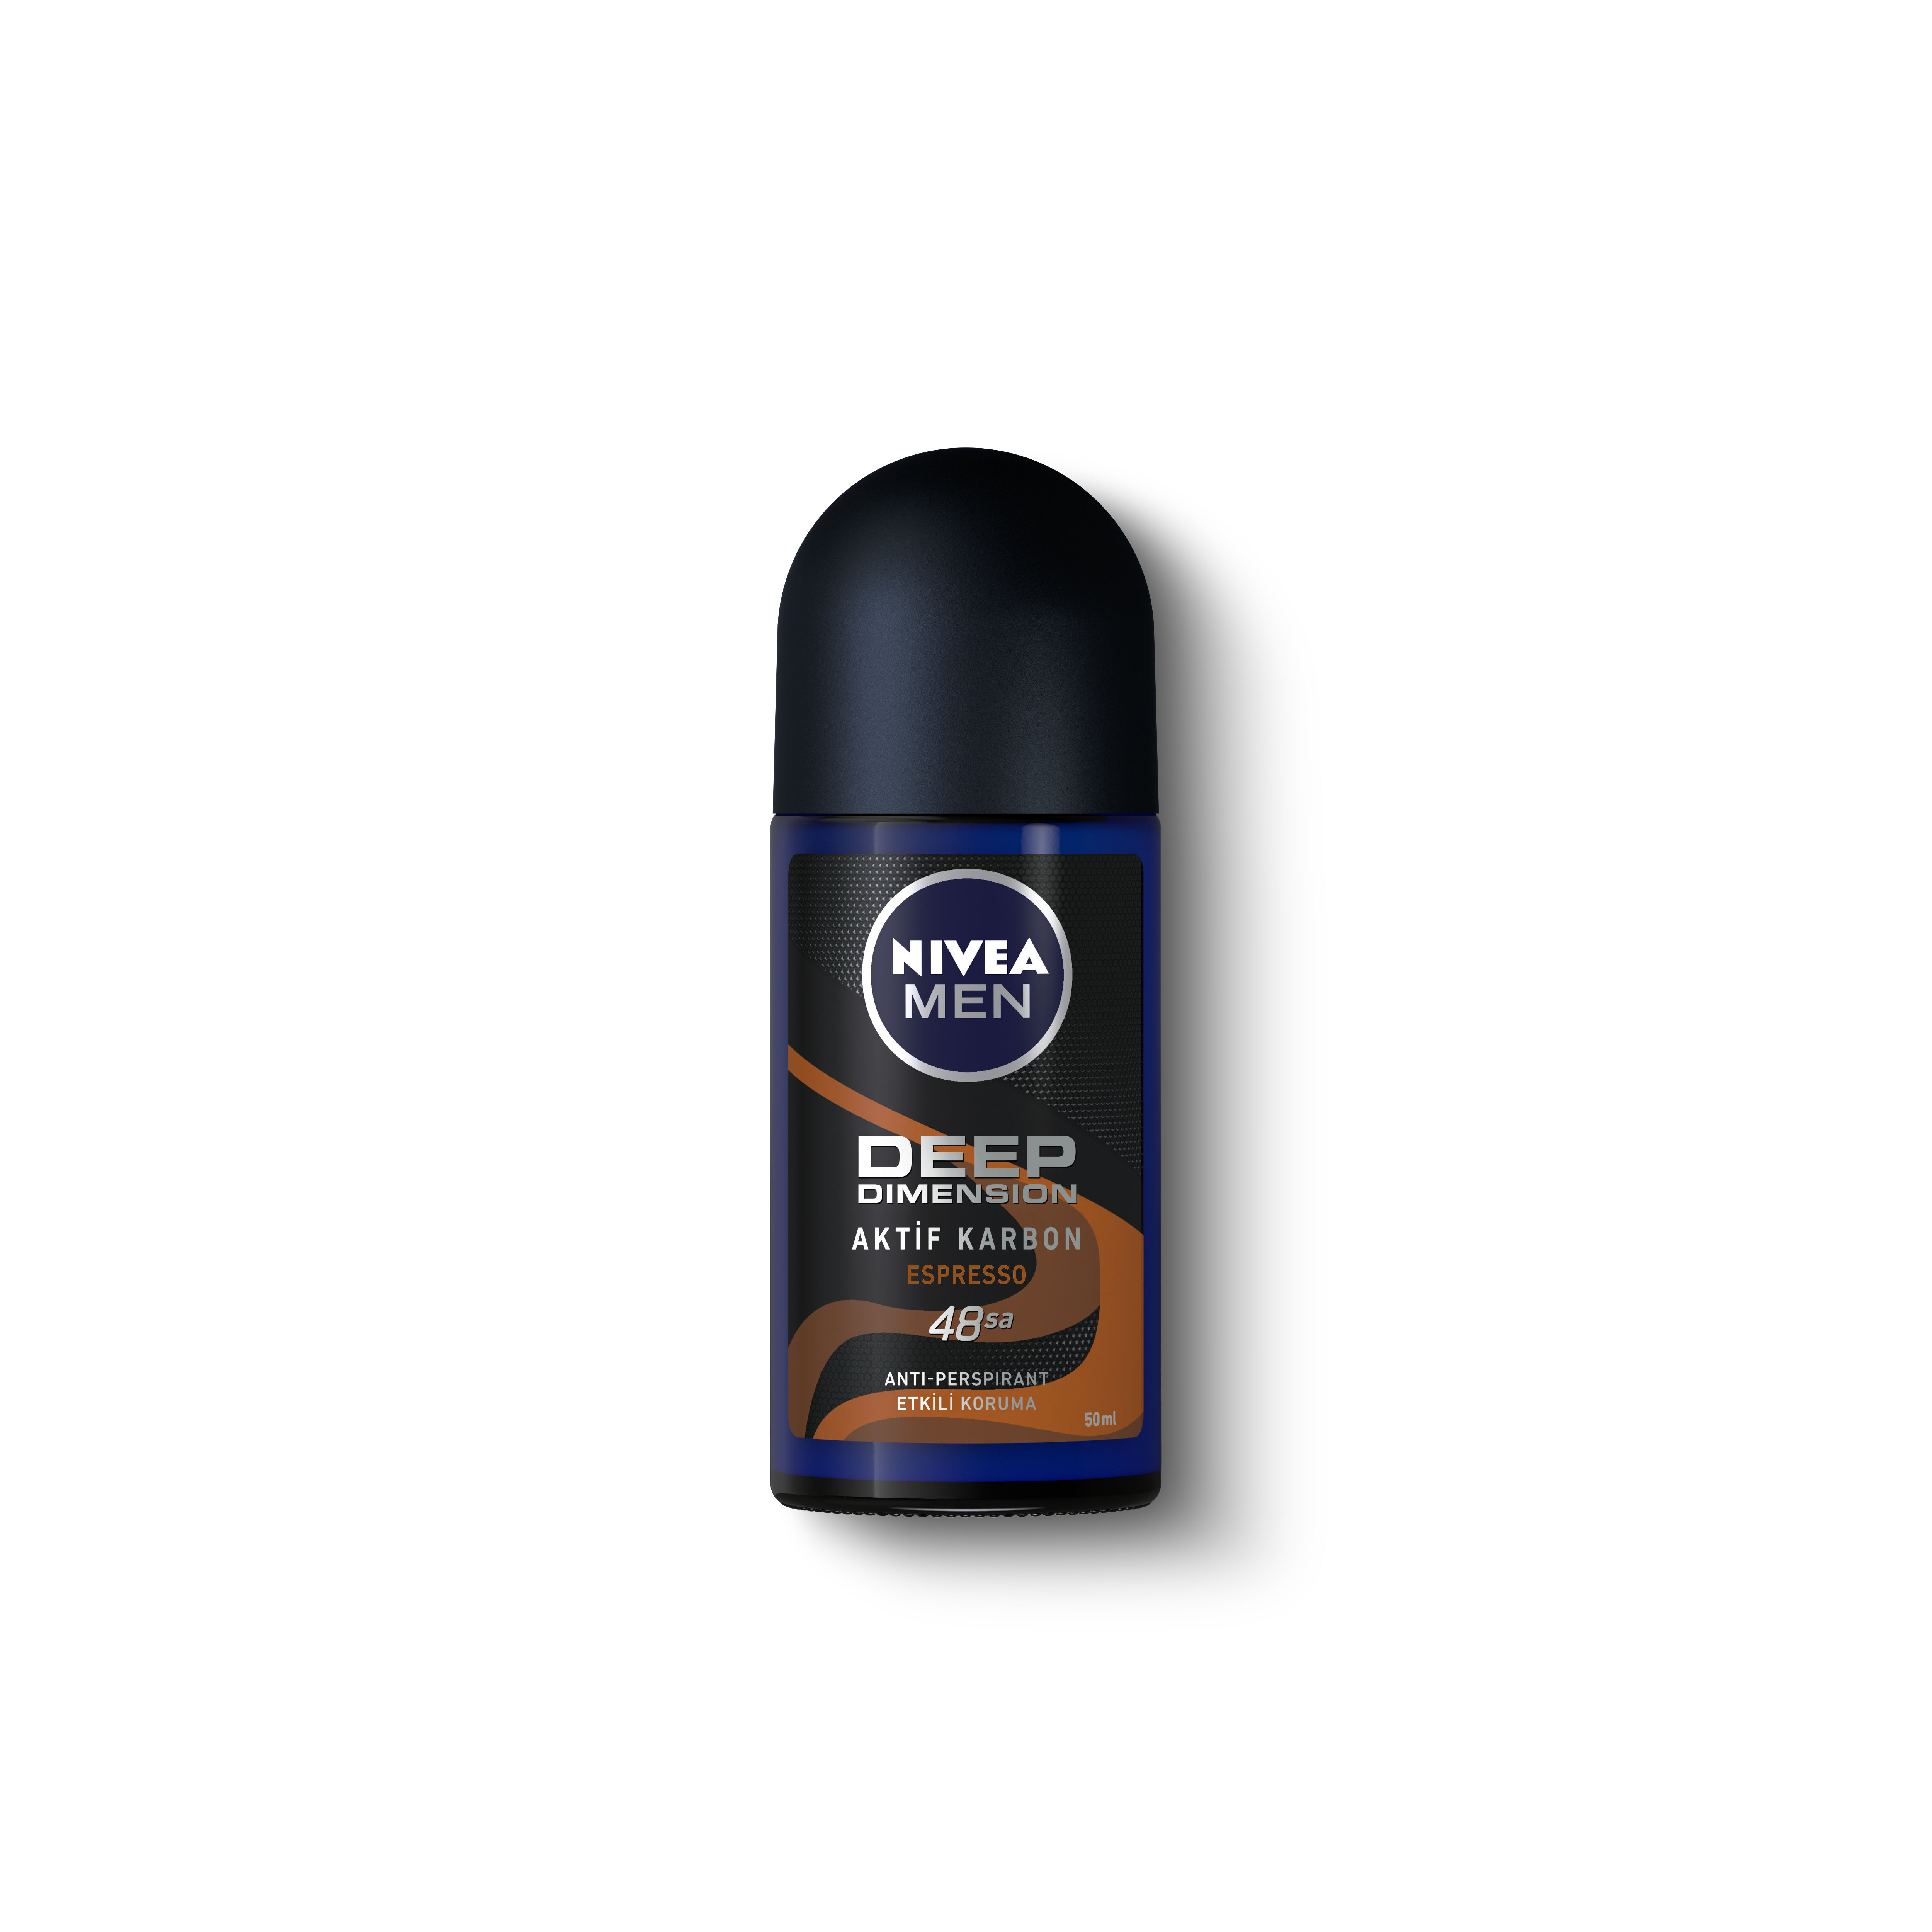 NIVEA
MEN
DEEP
DIMENSION
AKTİF KARBON
ESPRESSO
48sa
ANTI-PERSPIRANT
ETKİLİ KORUMA
50ml